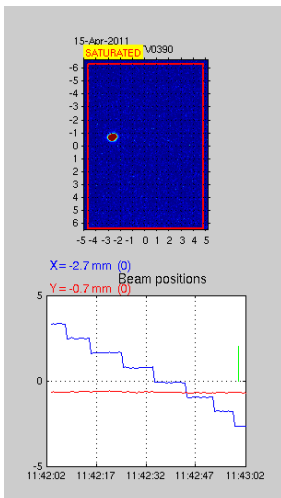 15-Apr-2011
SATURATED V0390
-6
-5
-4
-3
-2
-1
0
1
2
3
4
5
6
-5 -4 -3 -2 -1 0 1 2 3 4 5
X= -2.7 mm (0)
Beam positions
Y= -0.7 mm (0)
5
0
-5
11:42:02 11:42:17 11:42:32 11:42:47 11:43:02